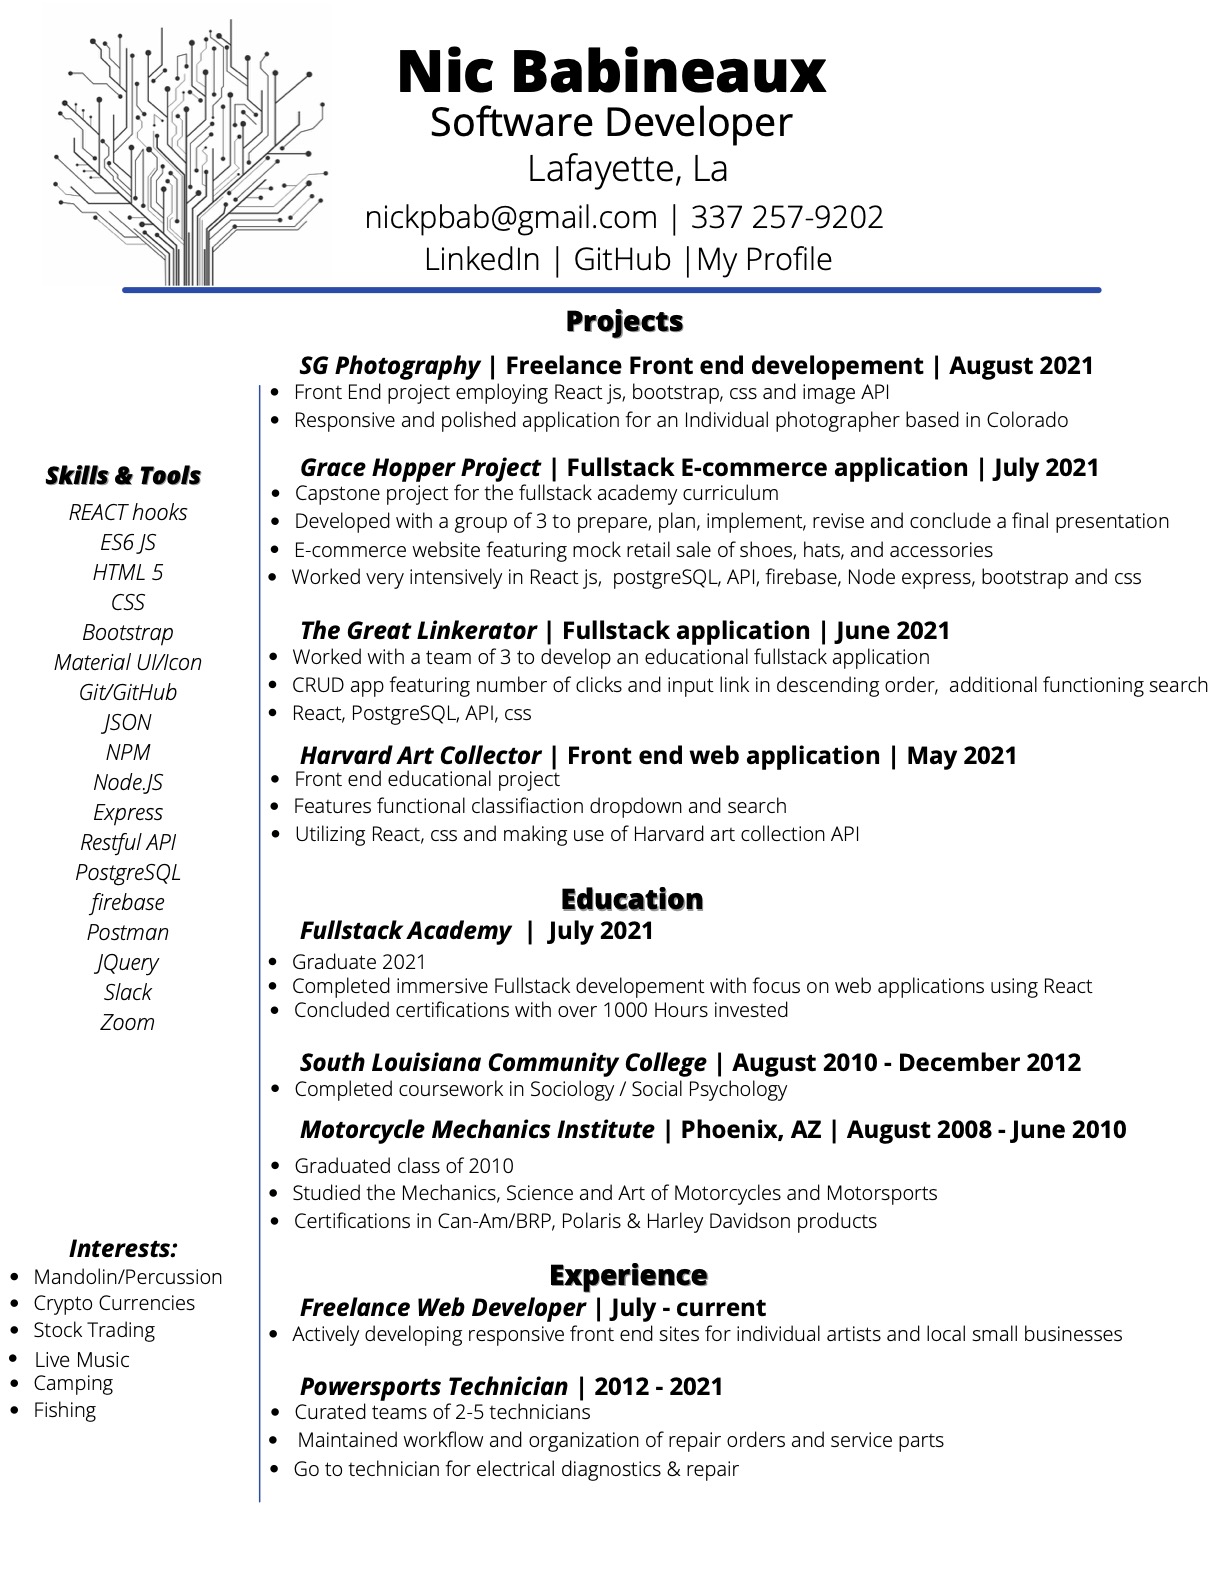 Nic Babineaux
Software Developer
Lafayette, La
nickpbab@gmail.com | 337 257-9202
LinkedIn | GitHub |My Profile
Projects
SG Photography | Freelance Front end developement | August 2021
• Front End project employing React js, bootstrap, css and image API
• Responsive and polished application for an Individual photographer based in Colorado
Grace Hopper Project | Fullstack E-commerce application | July 2021
• Capstone project for the fullstack academy curriculum
• Developed with a group of 3 to prepare, plan, implement, revise and conclude a final presentation
• E-commerce website featuring mock retail sale of shoes, hats, and accessories
• Worked very intensively in React js, postgreSQL, API, firebase, Node express, bootstrap and css
The Great Linkerator | Fullstack application | June 2021
• Worked with a team of 3 to develop an educational fullstack application
• CRUD app featuring number of clicks and input link in descending order, additional functioning search
• React, PostgreSQL, API, css
Harvard Art Collector | Front end web application | May 2021
• Front end educational project
• Features functional classifiaction dropdown and search
• Utilizing React, css and making use of Harvard art collection API
Education
Fullstack Academy | July 2021
• Graduate 2021
• Completed immersive Fullstack developement with focus on web applications using React
• Concluded certifications with over 1000 Hours invested
South Louisiana Community College | August 2010 - December 2012
• Completed coursework in Sociology / Social Psychology
Motorcycle Mechanics Institute | Phoenix, AZ | August 2008 - June 2010
• Graduated class of 2010
• Studied the Mechanics, Science and Art of Motorcycles and Motorsports
• Certifications in Can-Am/BRP, Polaris & Harley Davidson products
Experience
Freelance Web Developer | July - current
• Actively developing responsive front end sites for individual artists and local small businesses
Powersports Technician | 2012 - 2021
• Curated teams of 2-5 technicians
• Maintained workflow and organization of repair orders and service parts
• Go to technician for electrical diagnostics & repair
Skills & Tools
REACT hooks
ES6 JS
HTML 5
CSS
Bootstrap
Material UI/Icon
Git/GitHub
JSON
NPM
Node.JS
Express
Restful API
PostgreSQL
firebase
Postman
JQuery
Slack
Zoom
Interests:
• Mandolin/Percussion
• Crypto Currencies
• Stock Trading
• Live Music
• Camping
• Fishing